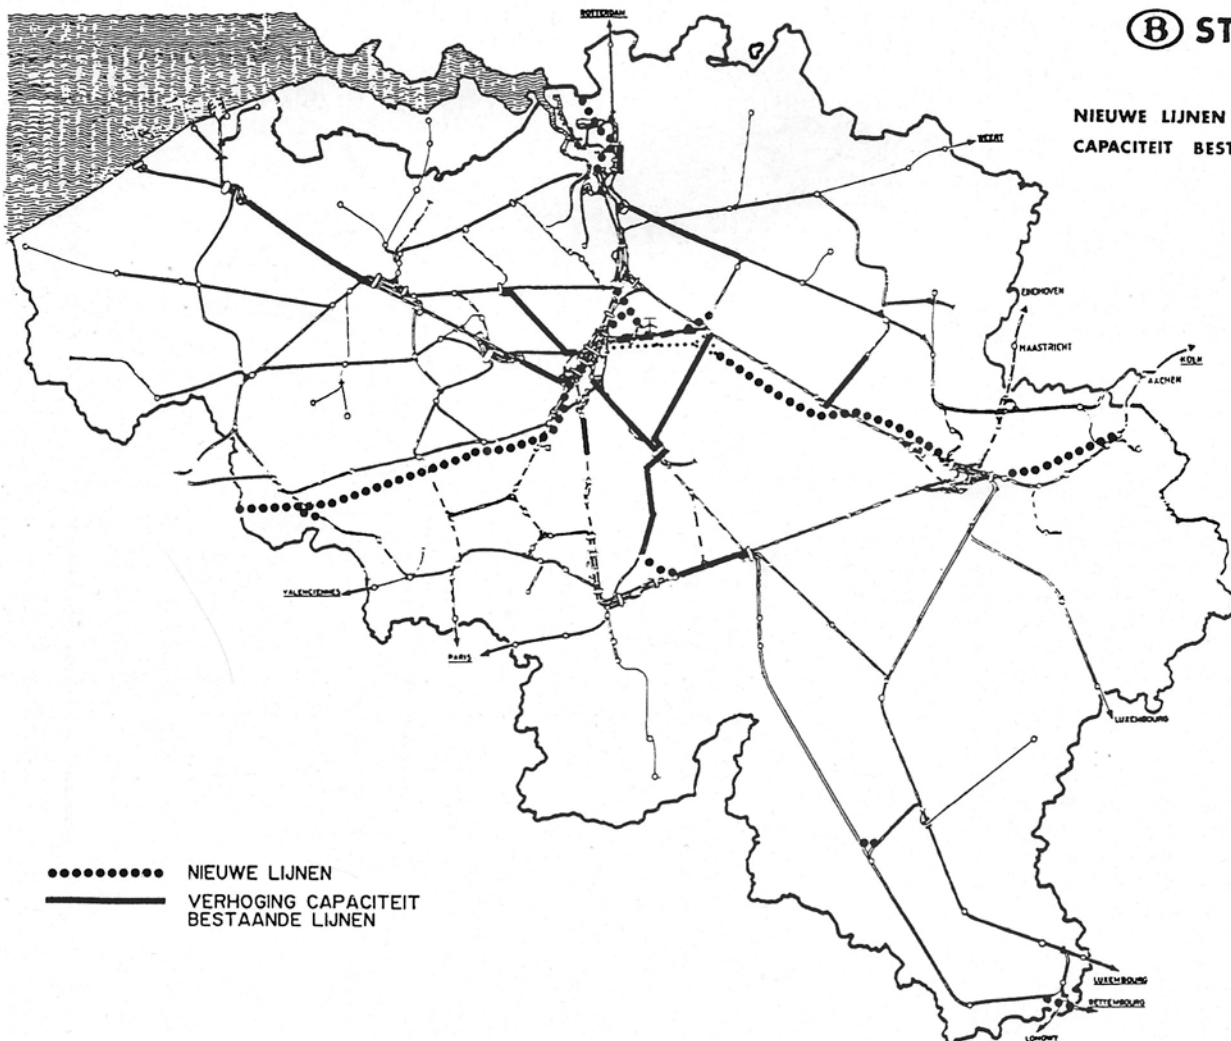 ROTTERDAM
B ST
NIEUWE LIJNEN
CAPACITEIT BEST
WEERT
EINDHOVEN
MAASTRICHT
KÖLN
AACHEN
VALENCIENNES
PARIS
LUXEMBOURG
NIEUWE LIJNEN
VERHOGING CAPACITEIT
BESTAANDE LIJNEN
LUXEMBOURG
BETTEMBOURG
LONGWY